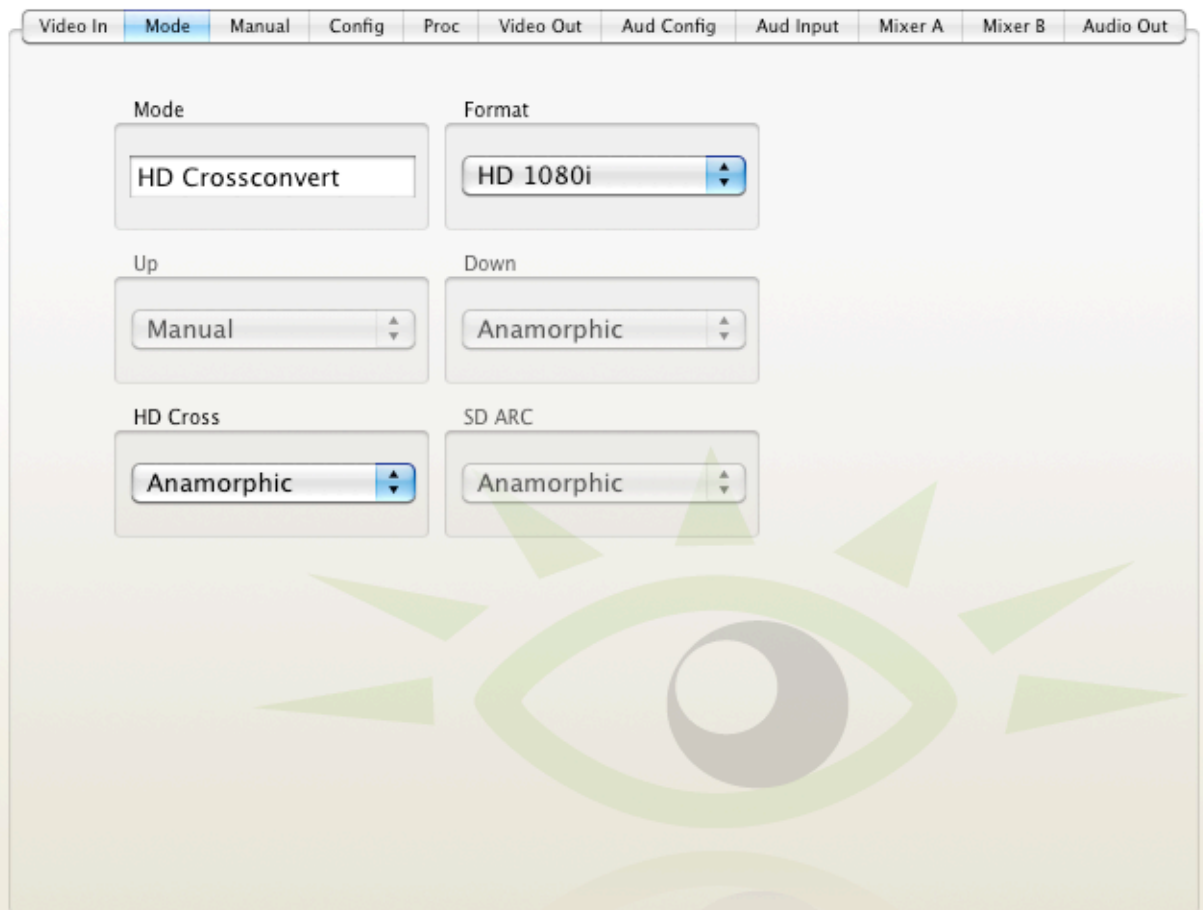 Video In Mode Manual Config Proc Video Out Aud Config Aud Input Mixer A Mixer B Audio Out
Mode Format
HD Crossconvert HD 1080i
Up Down
Manual Anamorphic
HD Cross SD ARC
Anamorphic Anamorphic